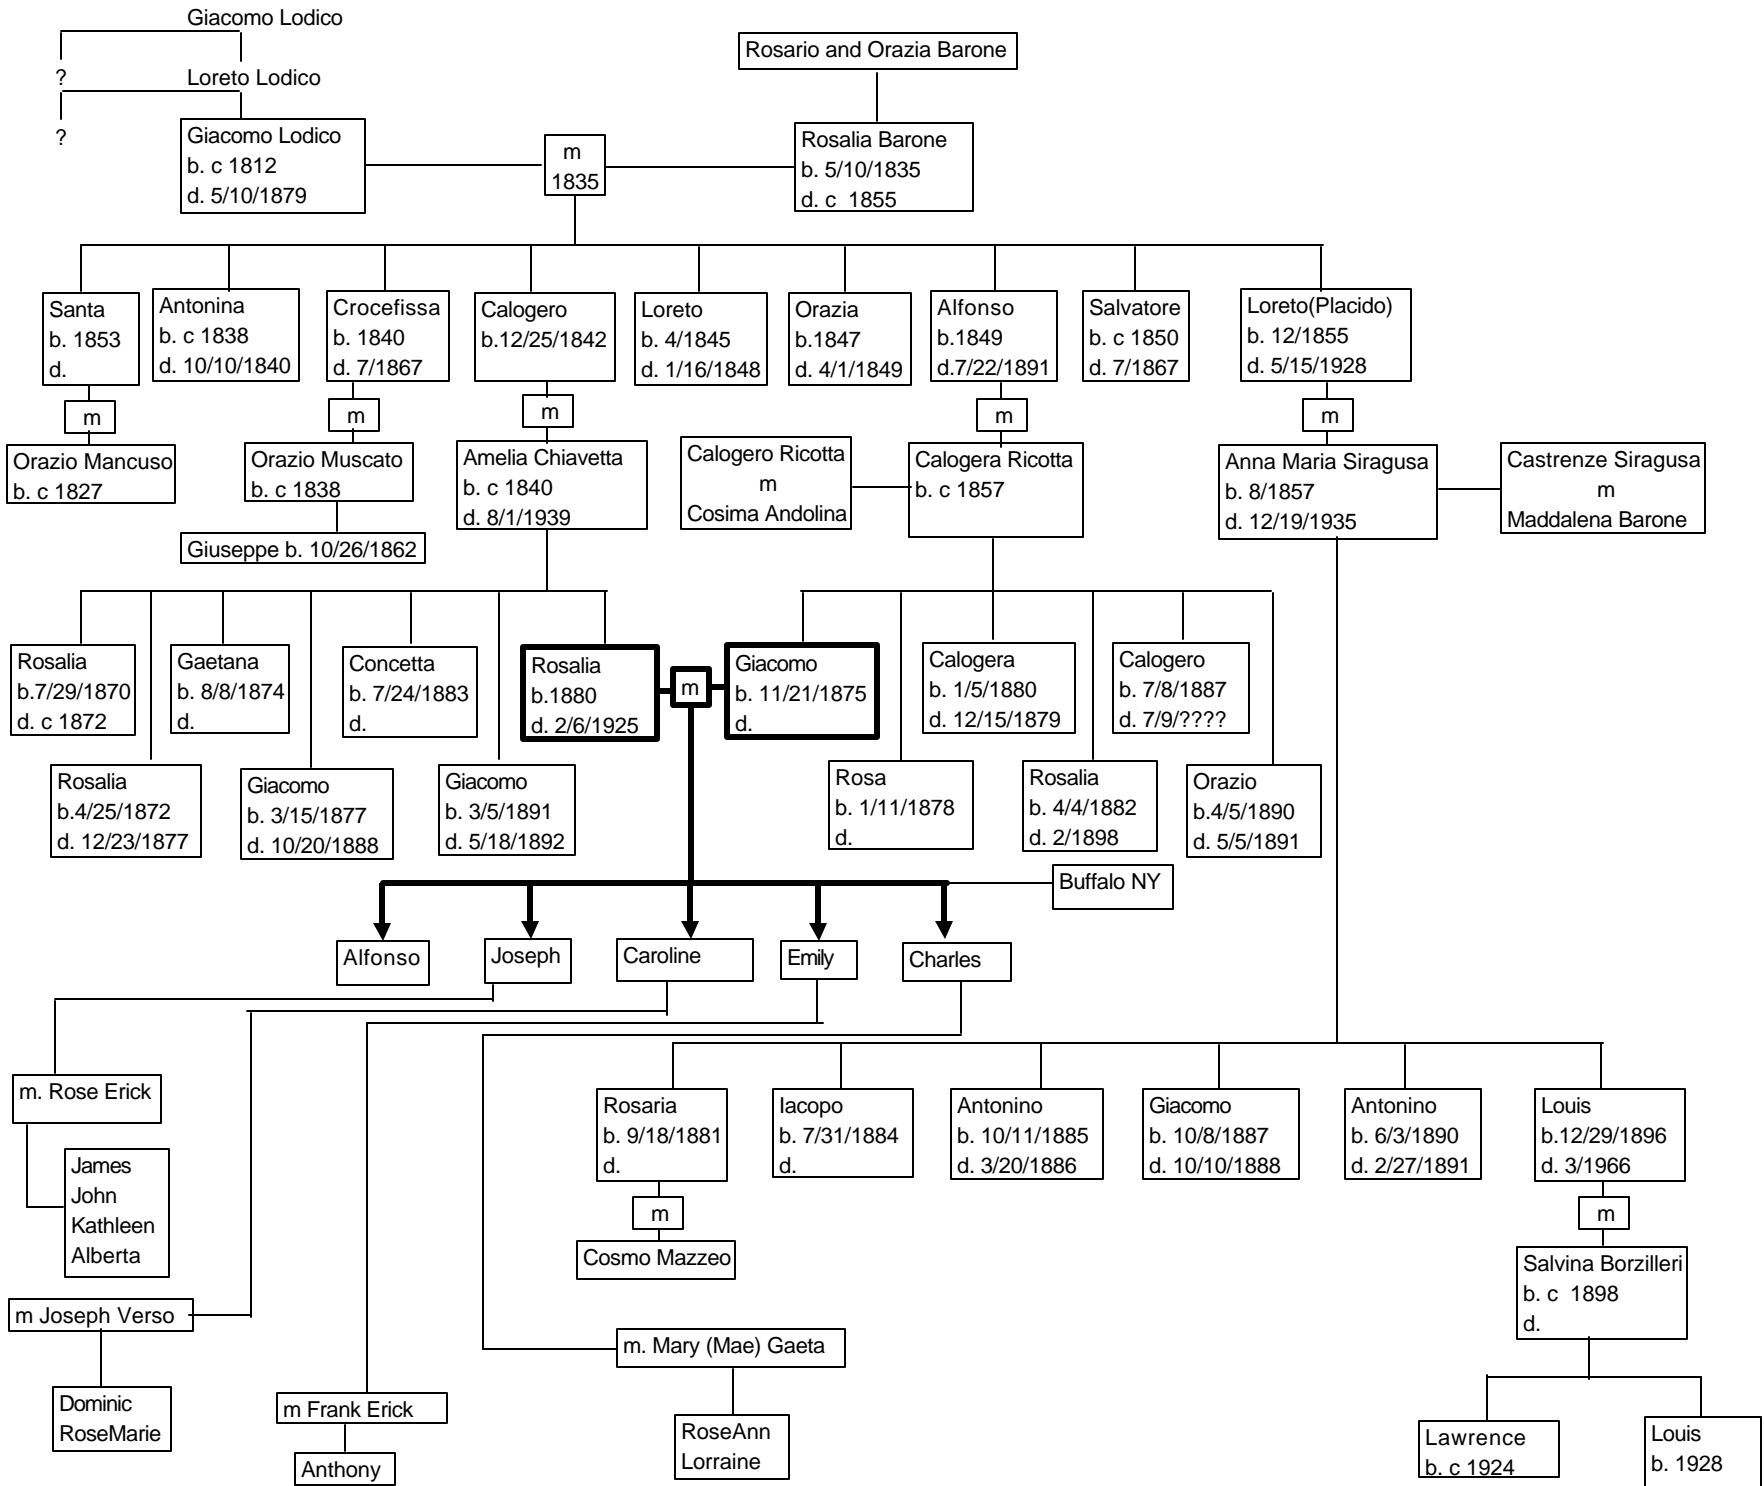 Giacomo Lodico
Rosario and Orazia Barone
?
Loreto Lodico
?
Giacomo Lodico
b. c 1812
d. 5/10/1879
m
1835
Rosalia Barone
b. 5/10/1835
d. c 1855
Santa
b. 1853
d.
Antonina
b. c 1838
d. 10/10/1840
Crocefissa
b. 1840
d. 7/1867
Calogero
b.12/25/1842
Loreto
b. 4/1845
d. 1/16/1848
Orazia
b.1847
d. 4/1/1849
Alfonso
b.1849
d.7/22/1891
Salvatore
b. c 1850
d. 7/1867
Loreto(Placido)
b. 12/1855
d. 5/15/1928
m
m
m
m
m
Orazio Mancuso
b. c 1827
Orazio Muscato
b. c 1838
Giuseppe b. 10/26/1862
Amelia Chiavetta
b. c 1840
d. 8/1/1939
Calogero Ricotta
m
Cosima Andolina
Calogera Ricotta
b. c 1857
Anna Maria Siragusa
b. 8/1857
d. 12/19/1935
Castrenze Siragusa
m
Maddalena Barone
Rosalia
b.7/29/1870
d. c 1872
Gaetana
b. 8/8/1874
d.
Concetta
b. 7/24/1883
d.
Rosalia
b.1880
d. 2/6/1925
m
Giacomo
b. 11/21/1875
d.
Calogera
b. 1/5/1880
d. 12/15/1879
Calogero
b. 7/8/1887
d. 7/9/????
Rosalia
b.4/25/1872
d. 12/23/1877
Giacomo
b. 3/15/1877
d. 10/20/1888
Giacomo
b. 3/5/1891
d. 5/18/1892
Rosa
b. 1/11/1878
d.
Rosalia
b. 4/4/1882
d. 2/1898
Orazio
b.4/5/1890
d. 5/5/1891
Buffalo NY
Alfonso
Joseph
Caroline
Emily
Charles
m. Rose Erick
James
John
Kathleen
Alberta
Rosaria
b. 9/18/1881
d.
Iacopo
b. 7/31/1884
d.
Antonino
b. 10/11/1885
d. 3/20/1886
Giacomo
b. 10/8/1887
d. 10/10/1888
Antonino
b. 6/3/1890
d. 2/27/1891
Louis
b.12/29/1896
d. 3/1966
m
Cosmo Mazzeo
m
Salvina Borzilleri
b. c 1898
d.
m Joseph Verso
Dominic
RoseMarie
m Frank Erick
Anthony
m. Mary (Mae) Gaeta
RoseAnn
Lorraine
Lawrence
b. c 1924
Louis
b. 1928